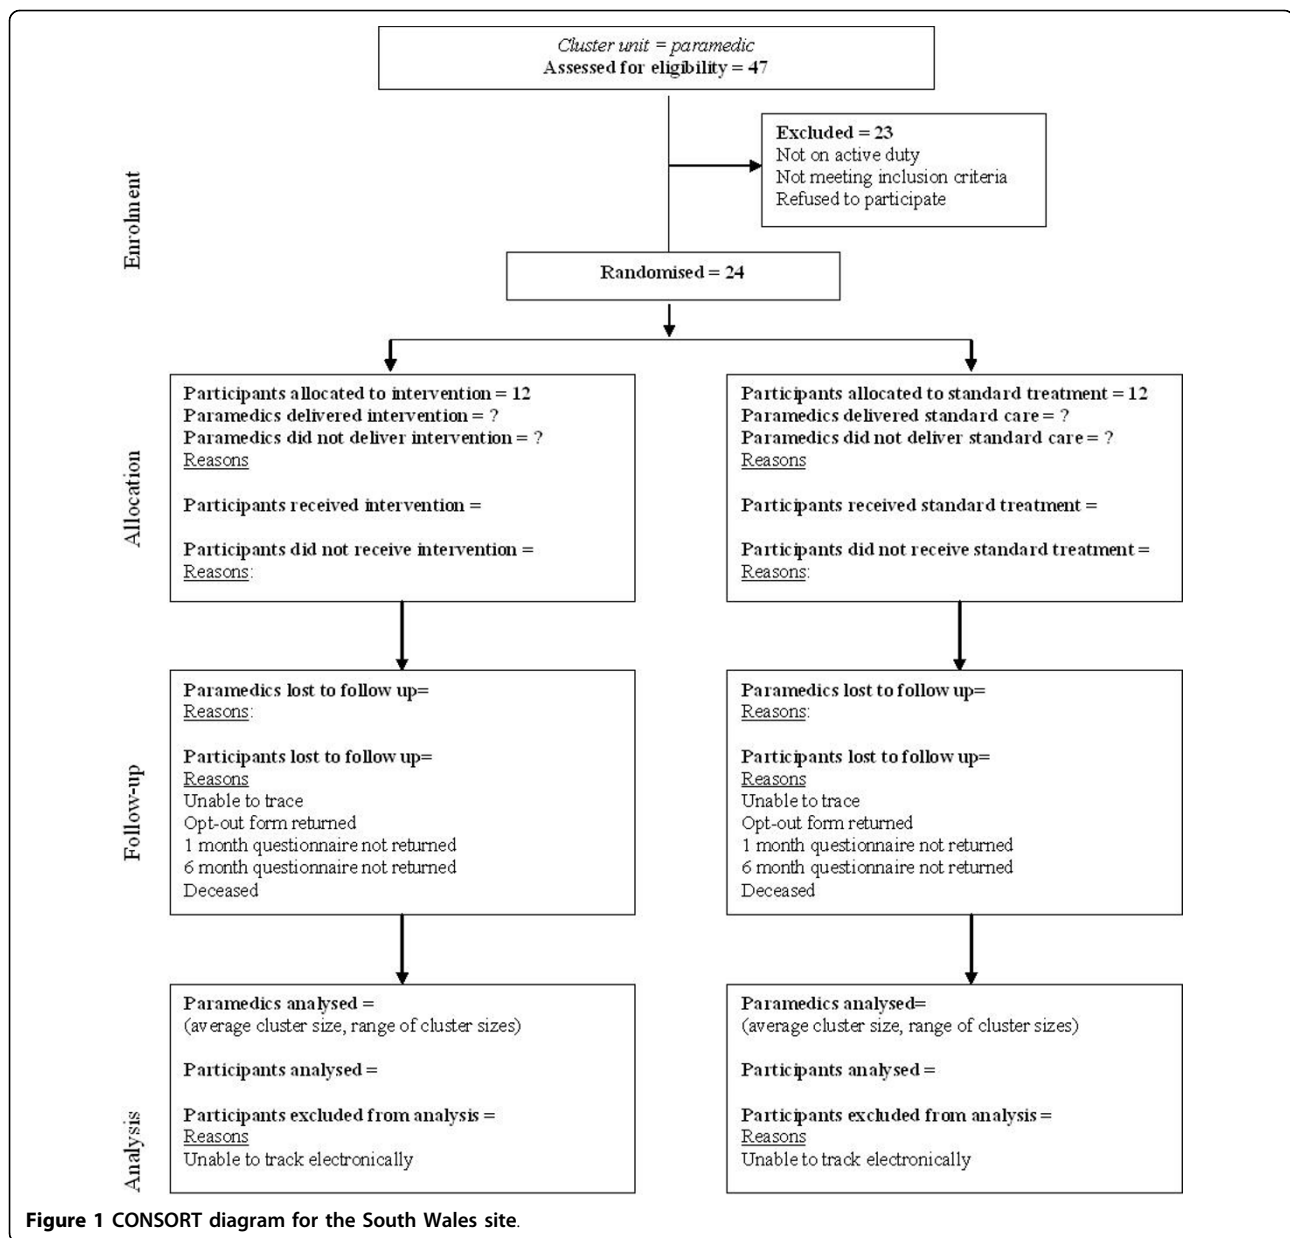 Cluster unit = paramedic
Assessed for eligibility = 47
Excluded = 23
Not on active duty
Not meeting inclusion criteria
Refused to participate
Enrolment
Randomised = 24
Allocation
Participants allocated to intervention = 12
Paramedics delivered intervention = ?
Paramedics did not deliver intervention = ?
Reasons
Participants received intervention =
Participants did not receive intervention =
Reasons:
Participants allocated to standard treatment = 12
Paramedics delivered standard care = ?
Paramedics did not deliver standard care = ?
Reasons
Participants received standard treatment =
Participants did not receive standard treatment =
Reasons:
Follow-up
Paramedics lost to follow up=
Reasons:
Participants lost to follow up=
Reasons
Unable to trace
Opt-out form returned
1 month questionnaire not returned
6 month questionnaire not returned
Deceased
Paramedics lost to follow up=
Reasons:
Participants lost to follow up=
Reasons
Unable to trace
Opt-out form returned
1 month questionnaire not returned
6 month questionnaire not returned
Deceased
Analysis
Paramedics analysed =
(average cluster size, range of cluster sizes)
Participants analysed =
Participants excluded from analysis =
Reasons
Unable to track electronically
Paramedics analysed=
(average cluster size, range of cluster sizes)
Participants analysed =
Participants excluded from analysis =
Reasons
Unable to track electronically
Figure 1 CONSORT diagram for the South Wales site.